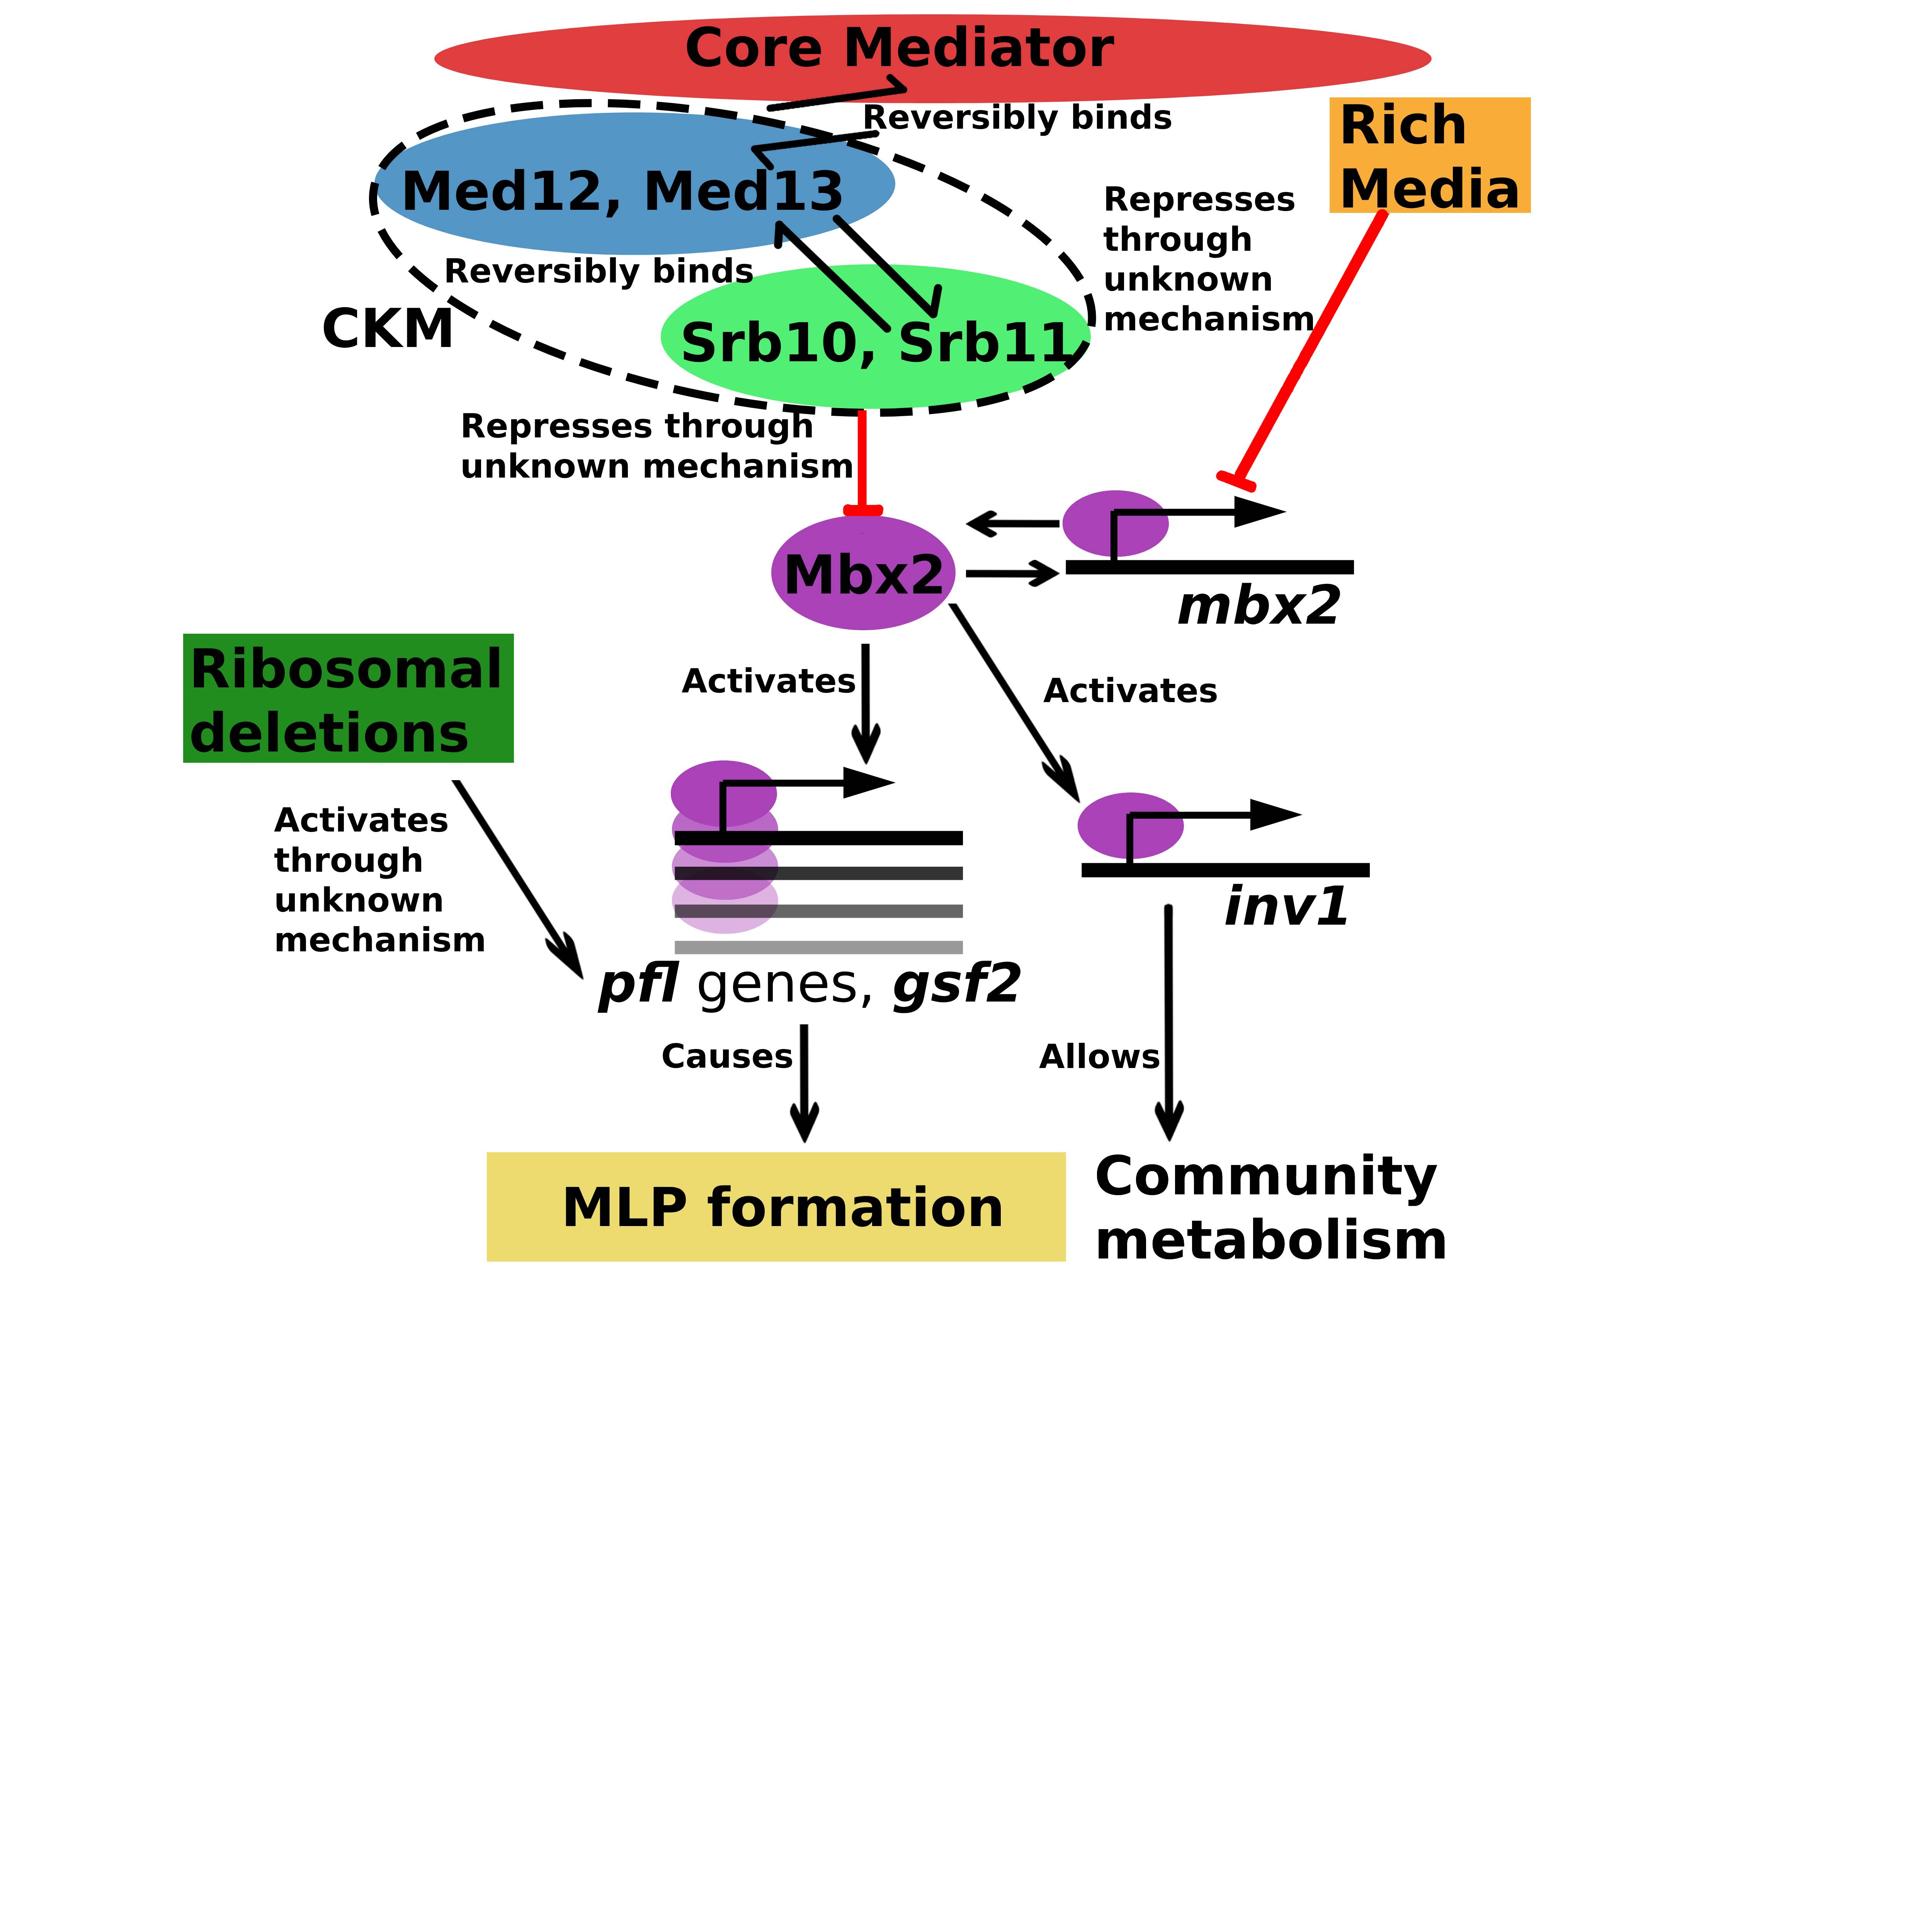 Core Mediator
Reversibly binds
Rich
Media
Med12, Med13
Represses
through
unknown
mechanism
Reversibly binds
CKM
Srb10, Srb11
Represses through
unknown mechanism
Mbx2
mbx2
Ribosomal
deletions
Activates
Activates
Activates
through
unknown
mechanism
inv1
pfl genes, gsf2
Causes
Allows
MLP formation
Community
metabolism